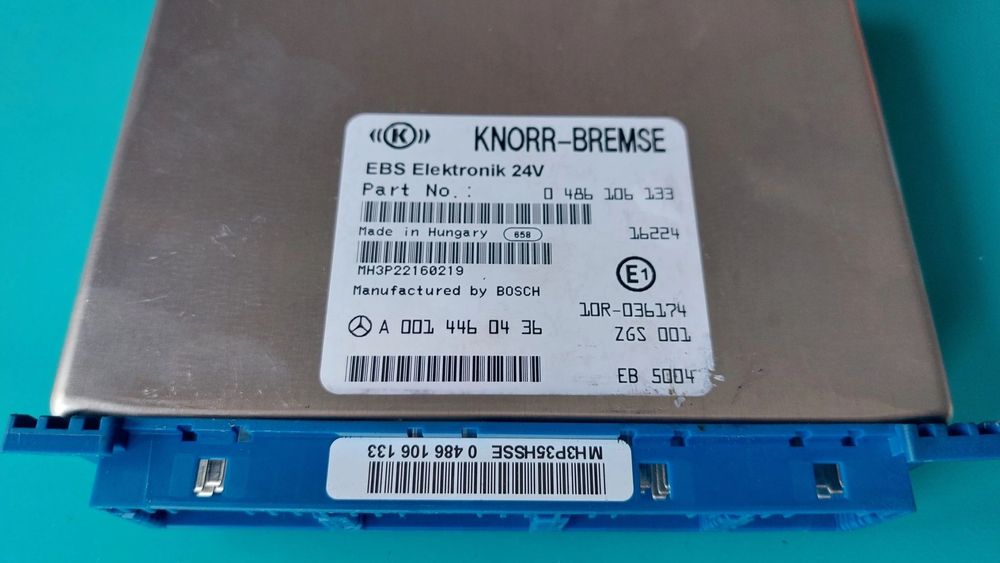 K KNORR-BREMSE
EBS Elektronik 24V
Part No.: 0 486 106 133
Made in Hungary 658 16224
MH3P22160219
E1
Manufactured by BOSCH
10R-036174
A 001 446 04 36 ZGS 001
EB 5004
MH3P35HSSE 0 486 106 133